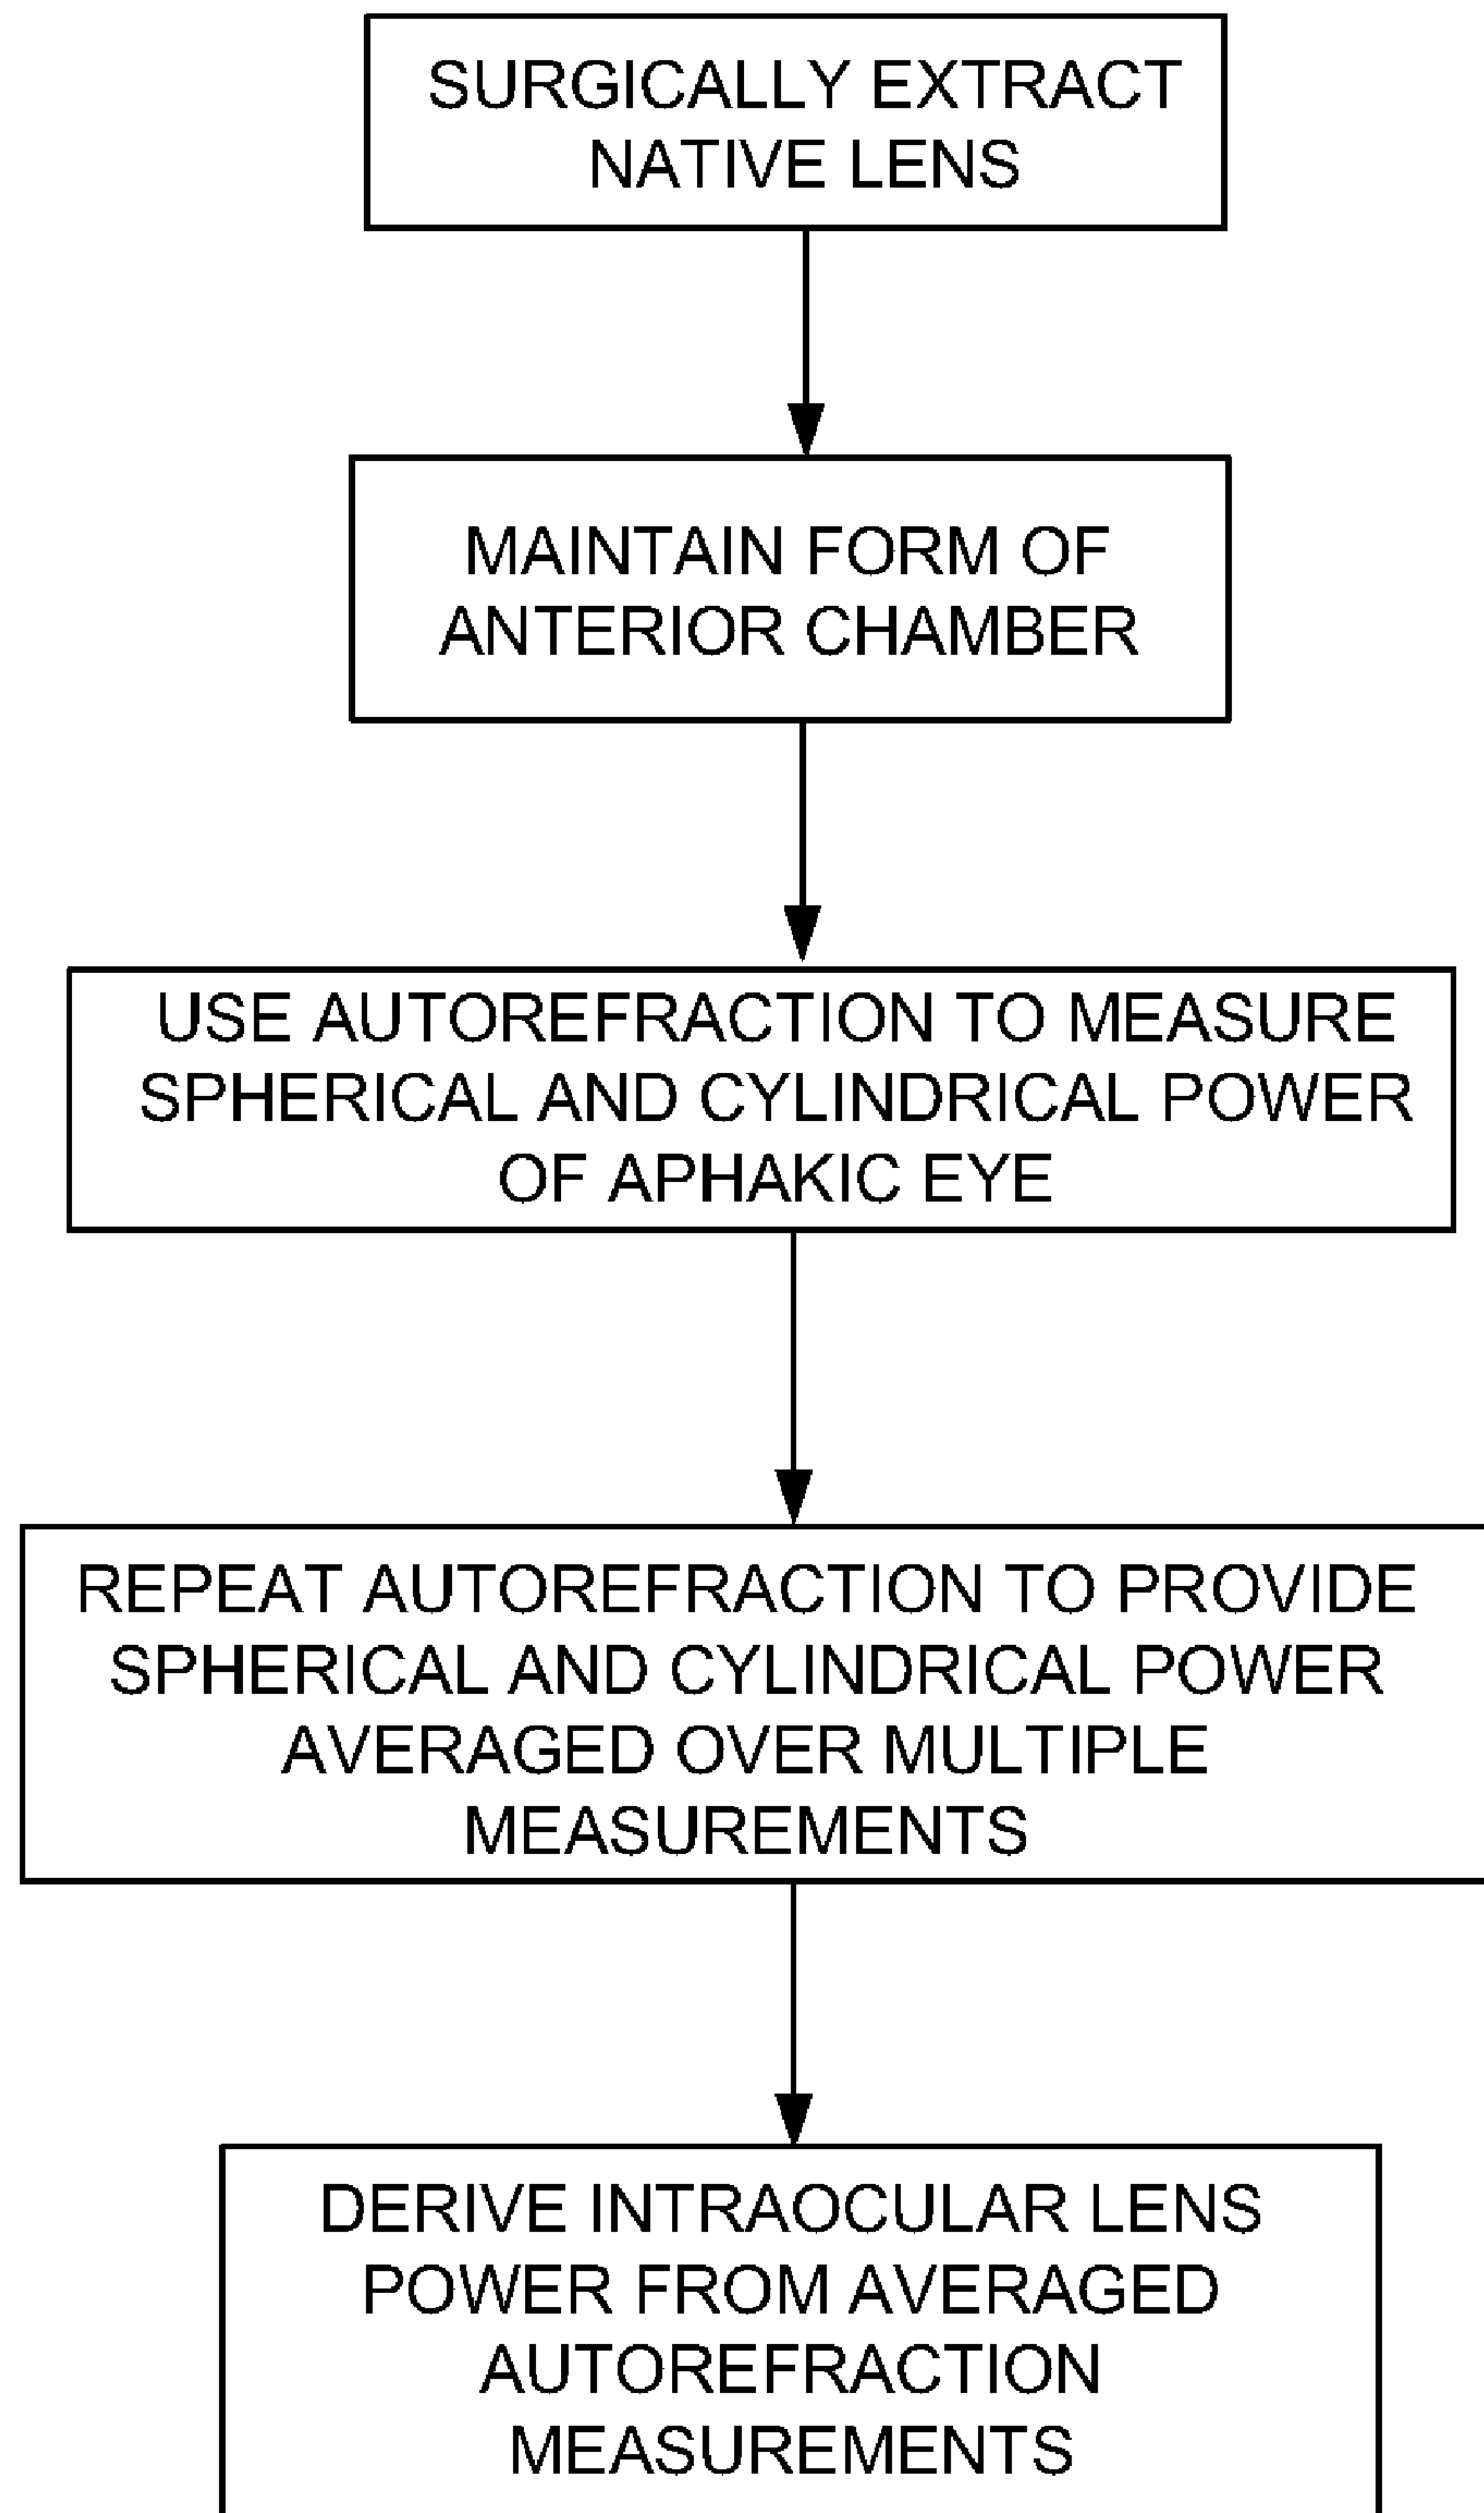 SURGICALLY EXTRACT
NATIVE LENS
MAINTAIN FORM OF
ANTERIOR CHAMBER
USE AUTOREFRACTION TO MEASURE
SPHERICAL AND CYLINDRICAL POWER
OF APHAKIC EYE
REPEAT AUTOREFRACTION TO PROVIDE
SPHERICAL AND CYLINDRICAL POWER
AVERAGED OVER MULTIPLE
MEASUREMENTS
DERIVE INTRAOCULAR LENS
POWER FROM AVERAGED
AUTOREFRACTION
MEASUREMENTS